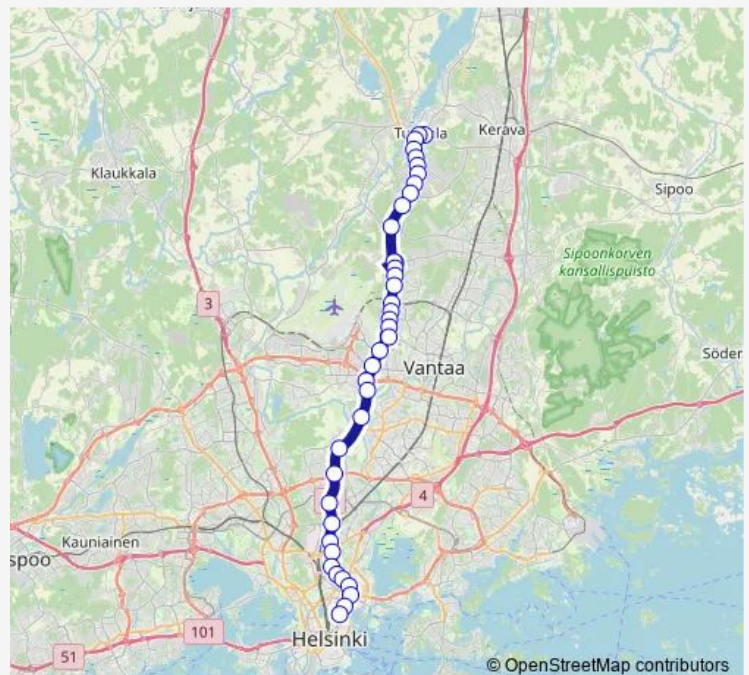 Kerava
Klaukkala
Sipoo
Sipoonkorven
kansallispuisto
3
Söder
Vantaa
4
Kauniainen
spoo
Helsinki
101
51
© OpenStreetMap contributors